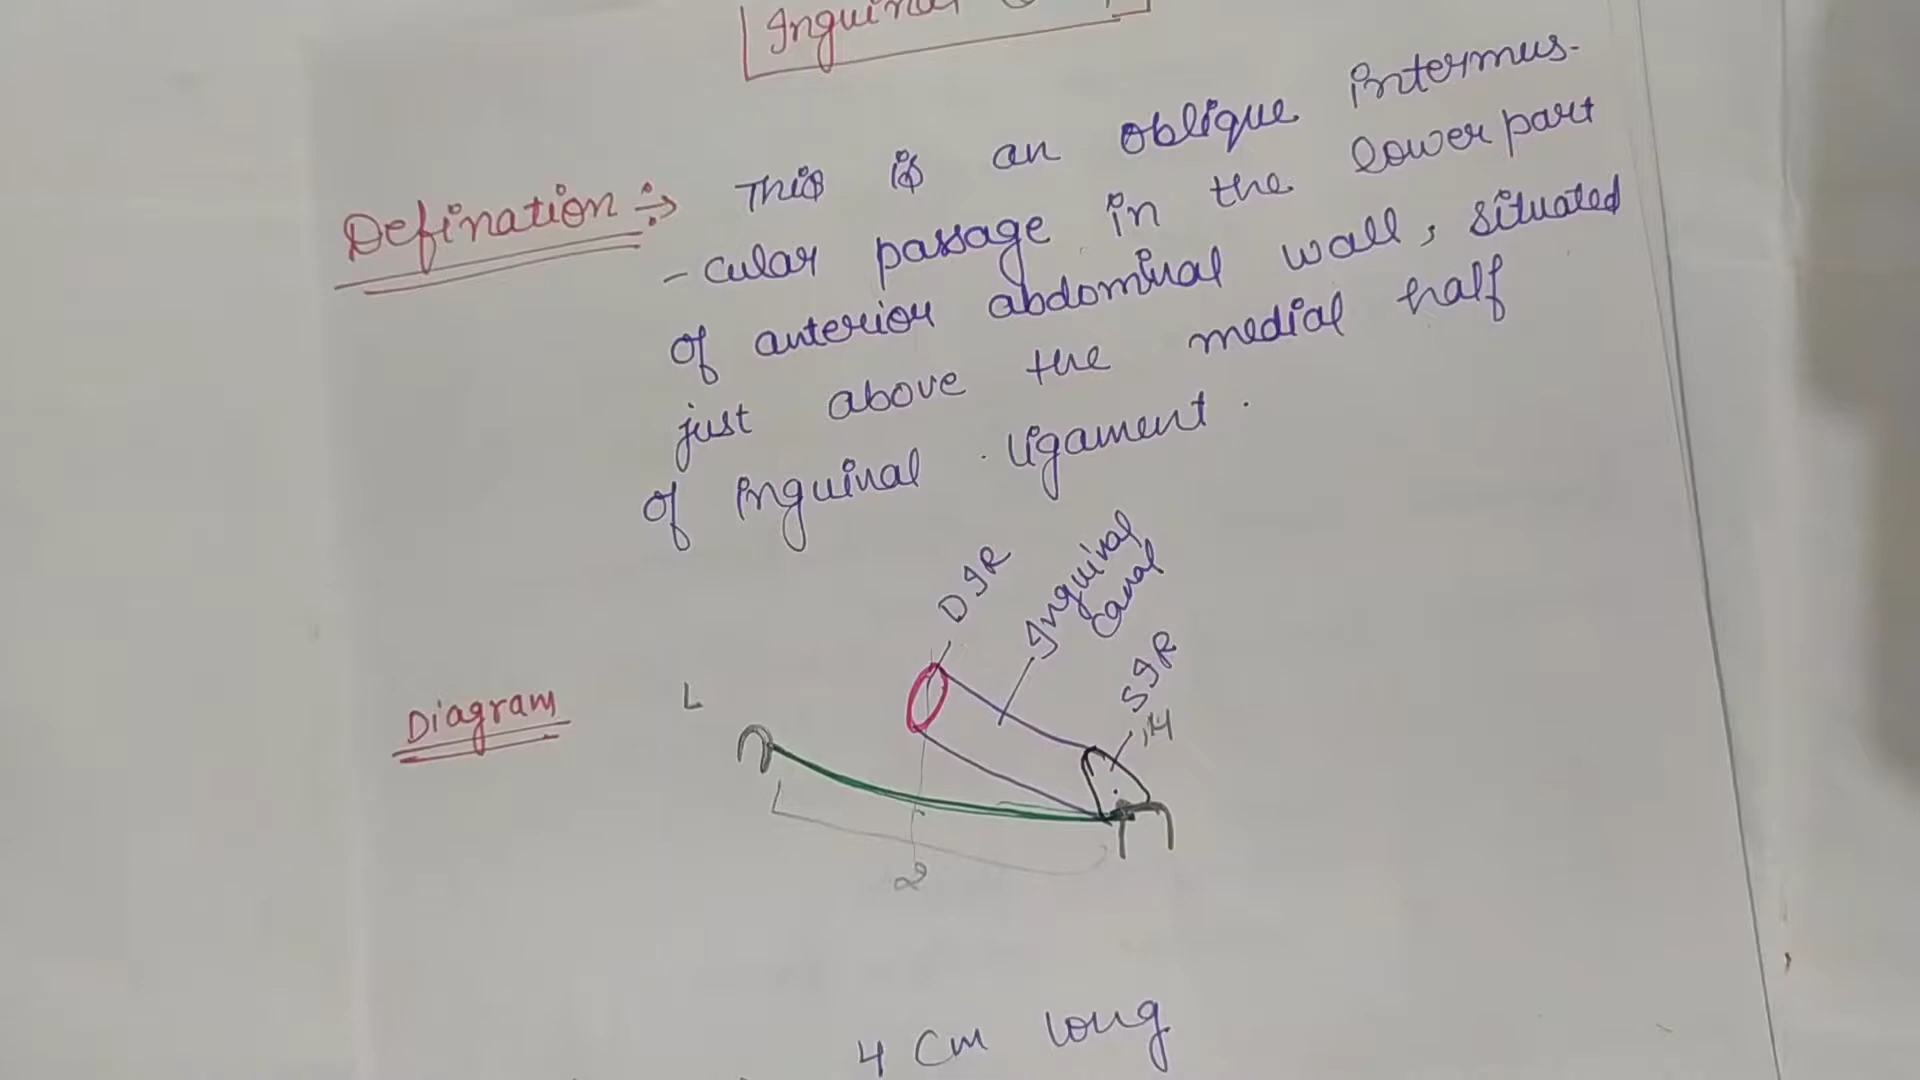 Inguinal
Defination :→ This is an oblique intermus-
-cular passage in the lower part
of anterior abdominal wall, situated
just above the medial half
of inguinal ligament.
DIR
Inguinal
canal
SIR
Diagram
L
M
2
4 cm long